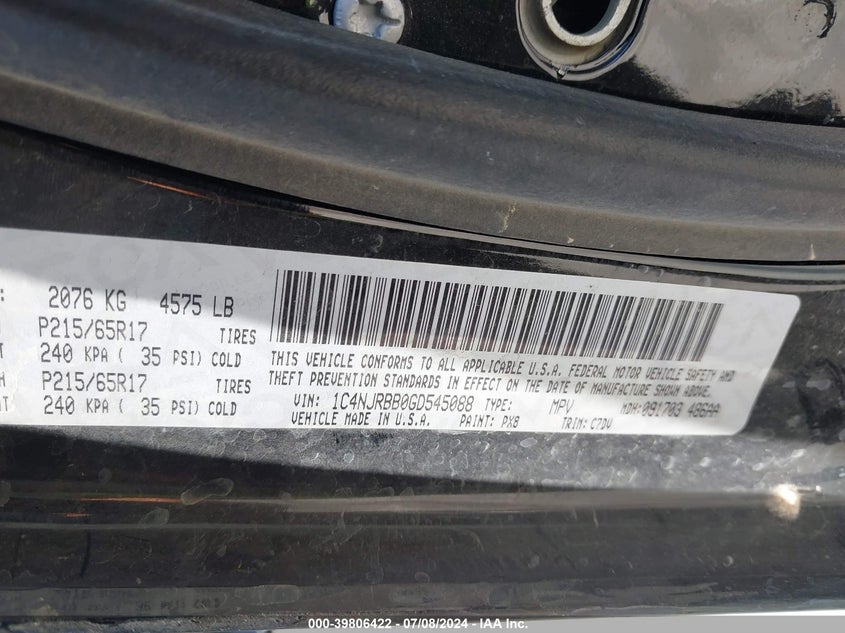 : 2076 KG 4575 LB
P215/65R17 TIRES
T 240 KPA ( 35 PSI) COLD
H P215/65R17 TIRES
NT 240 KPA ( 35 PSI) COLD
THIS VEHICLE CONFORMS TO ALL APPLICABLE U.S.A. FEDERAL MOTOR VEHICLE SAFETY AND
THEFT PREVENTION STANDARDS IN EFFECT ON THE DATE OF MANUFACTURE SHOWN ABOVE.
VIN: 1C4NJRBB0GD545088 TYPE: MPV MDH:091703 486AA
VEHICLE MADE IN U.S.A. PAINT: PX8 TRIM: C7DV
000-39806422 - 07/08/2024 - IAA Inc.